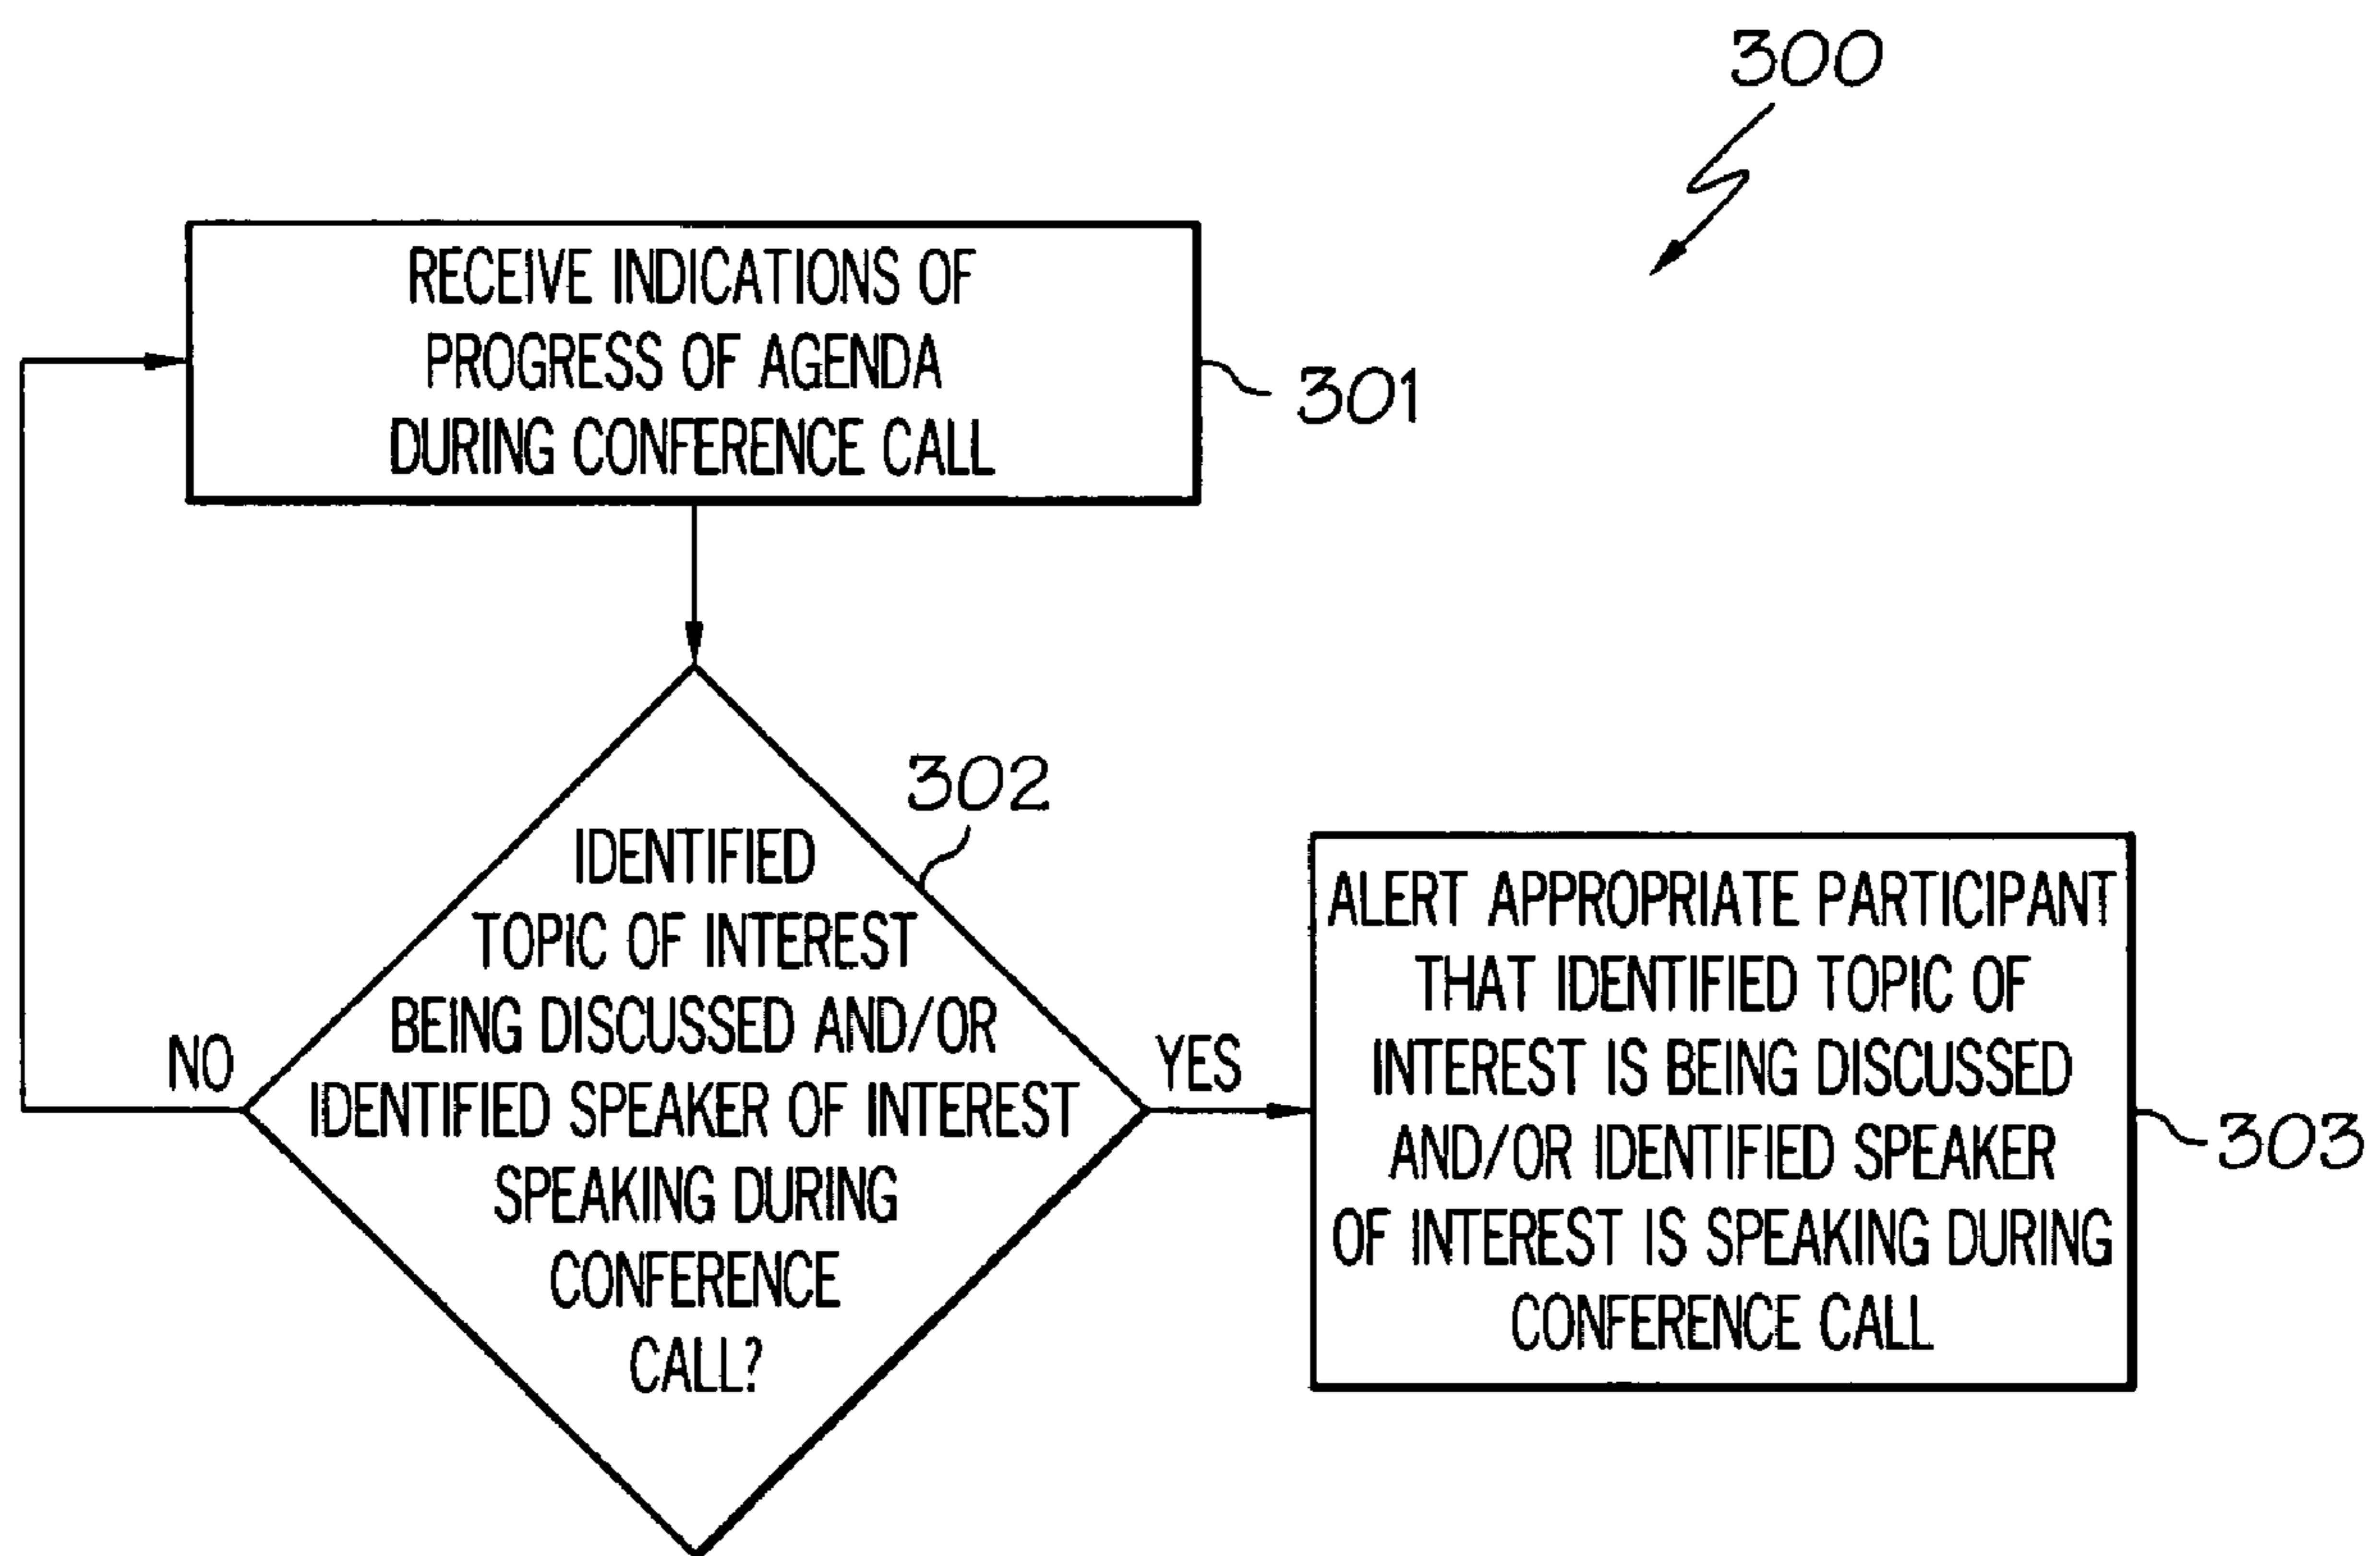 300
RECEIVE INDICATIONS OF
PROGRESS OF AGENDA
DURING CONFERENCE CALL
301
302
IDENTIFIED
TOPIC OF INTEREST
BEING DISCUSSED AND/OR
IDENTIFIED SPEAKER OF INTEREST
SPEAKING DURING
CONFERENCE
CALL?
NO
YES
ALERT APPROPRIATE PARTICIPANT
THAT IDENTIFIED TOPIC OF
INTEREST IS BEING DISCUSSED
AND/OR IDENTIFIED SPEAKER
OF INTEREST IS SPEAKING DURING
CONFERENCE CALL
303